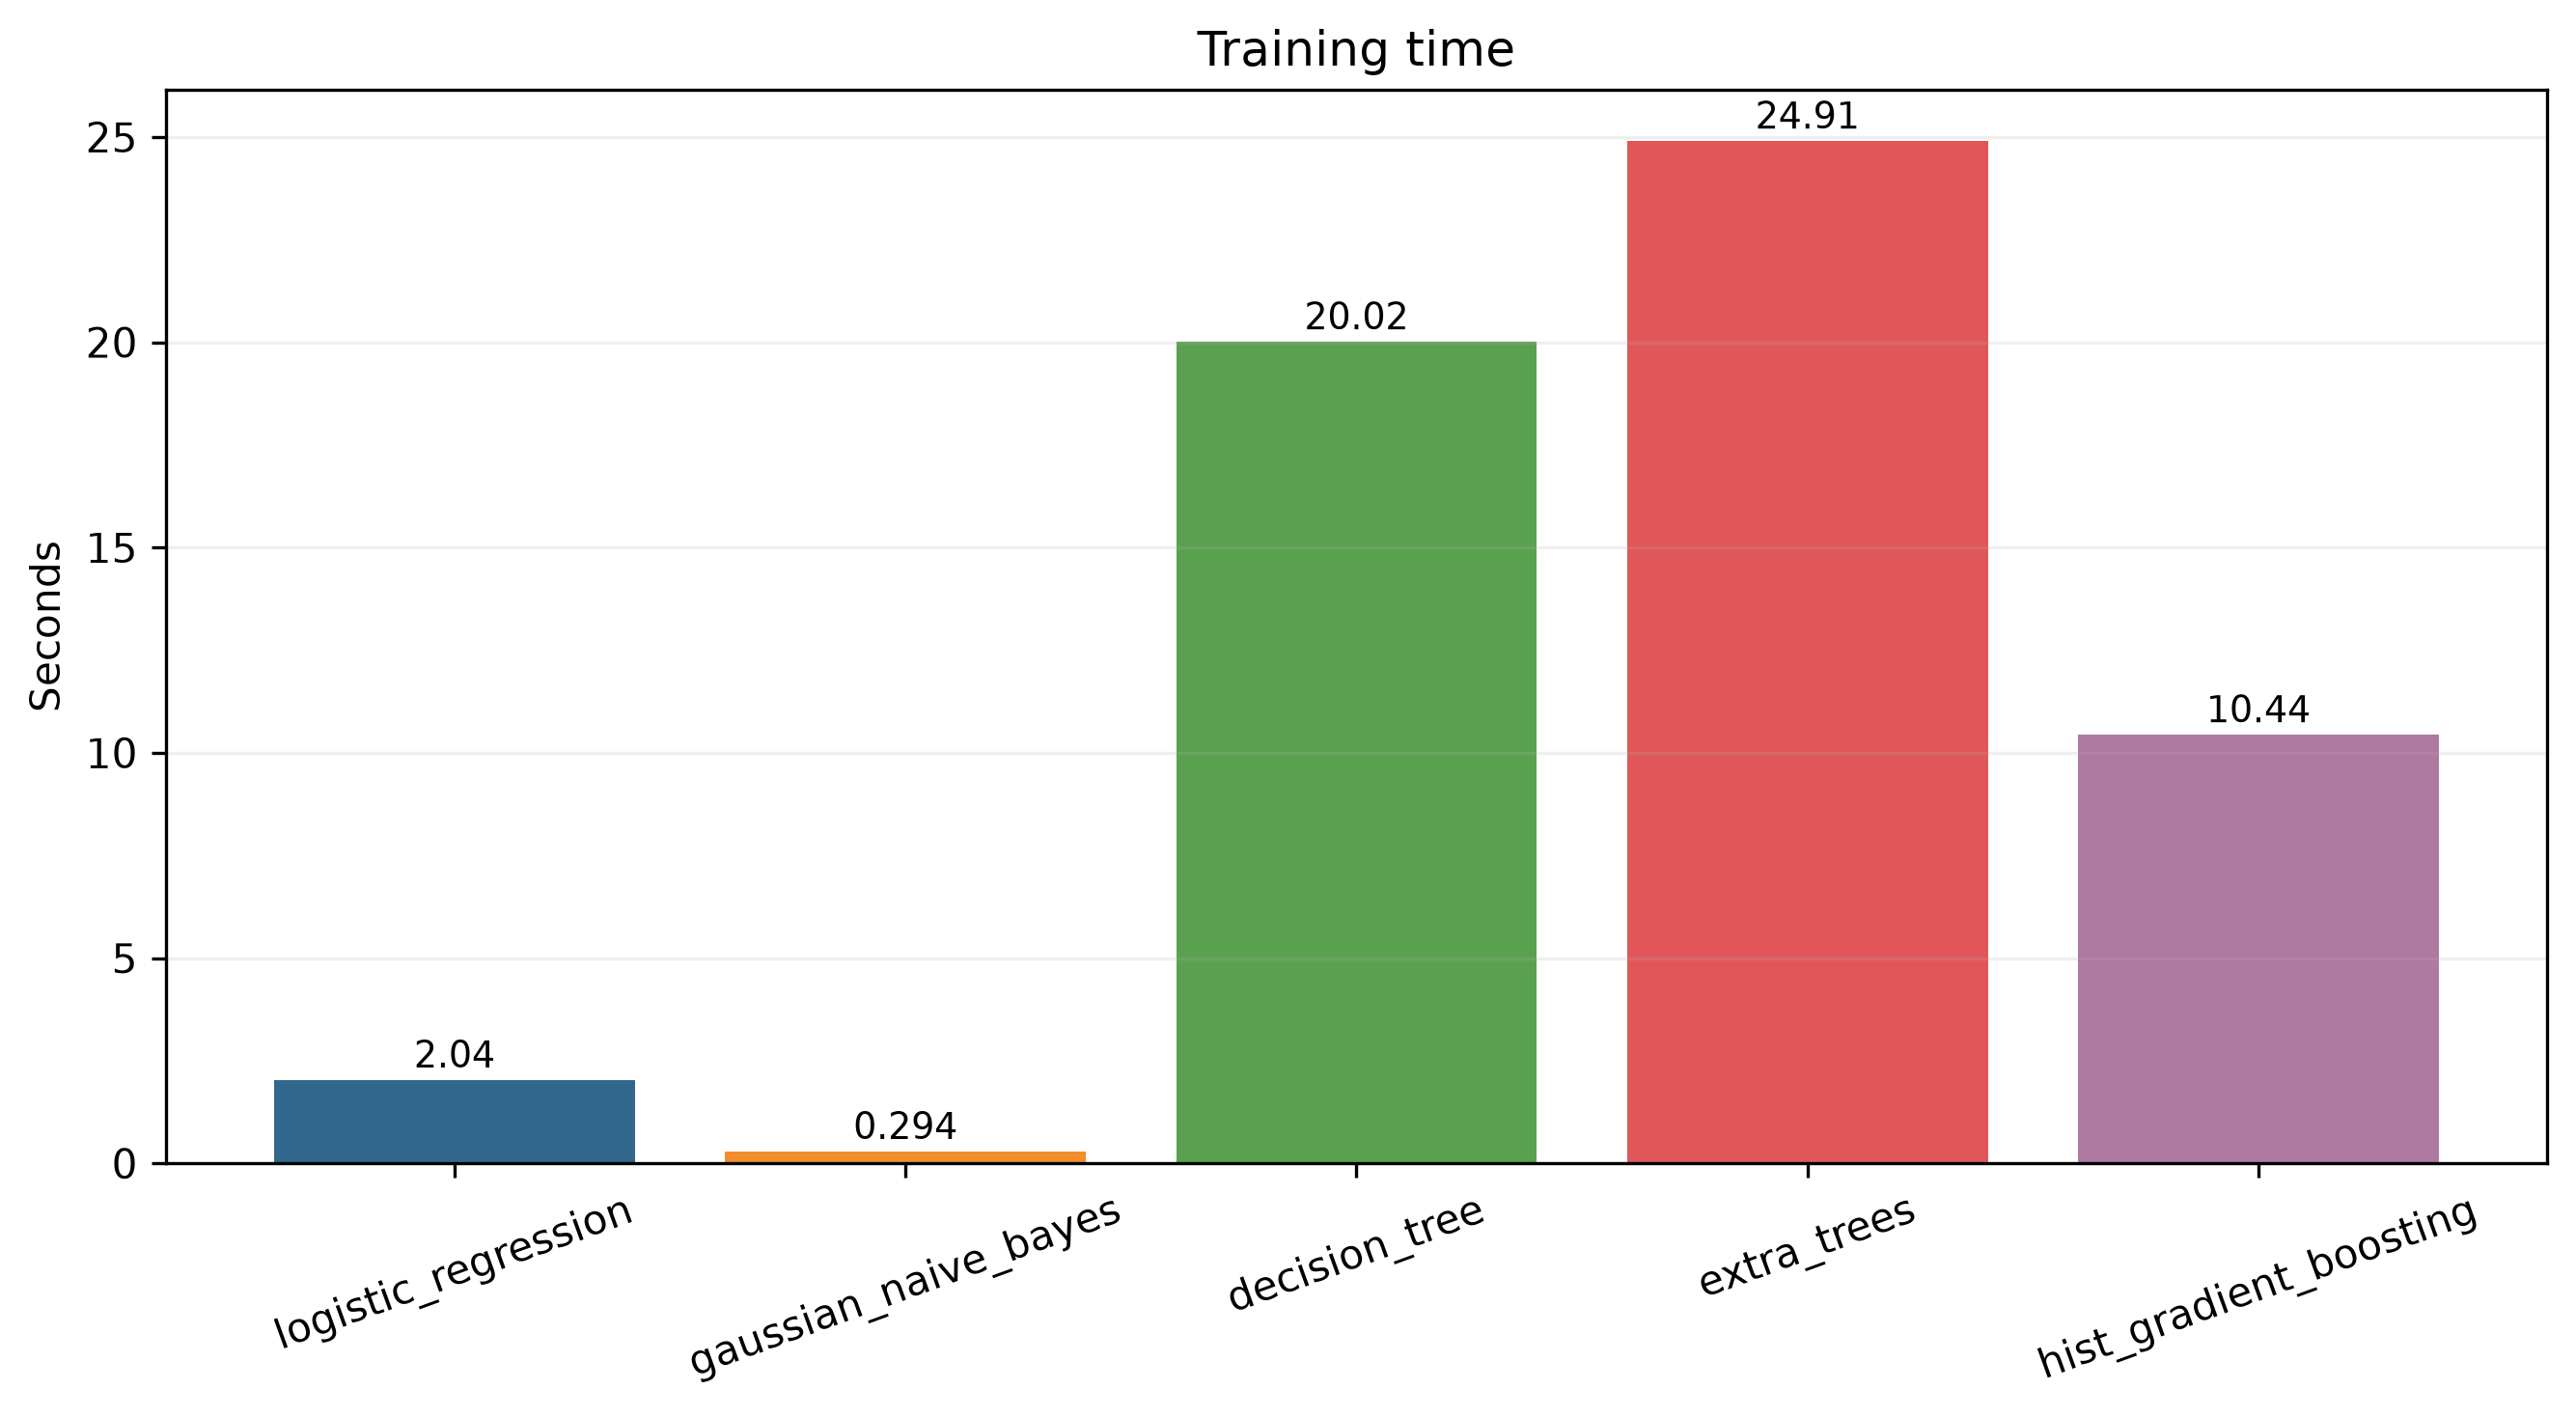 Training time
Seconds
25
20
15
10
5
0
2.04
0.294
20.02
24.91
10.44
logistic_regression
gaussian_naive_bayes
decision_tree
extra_trees
hist_gradient_boosting